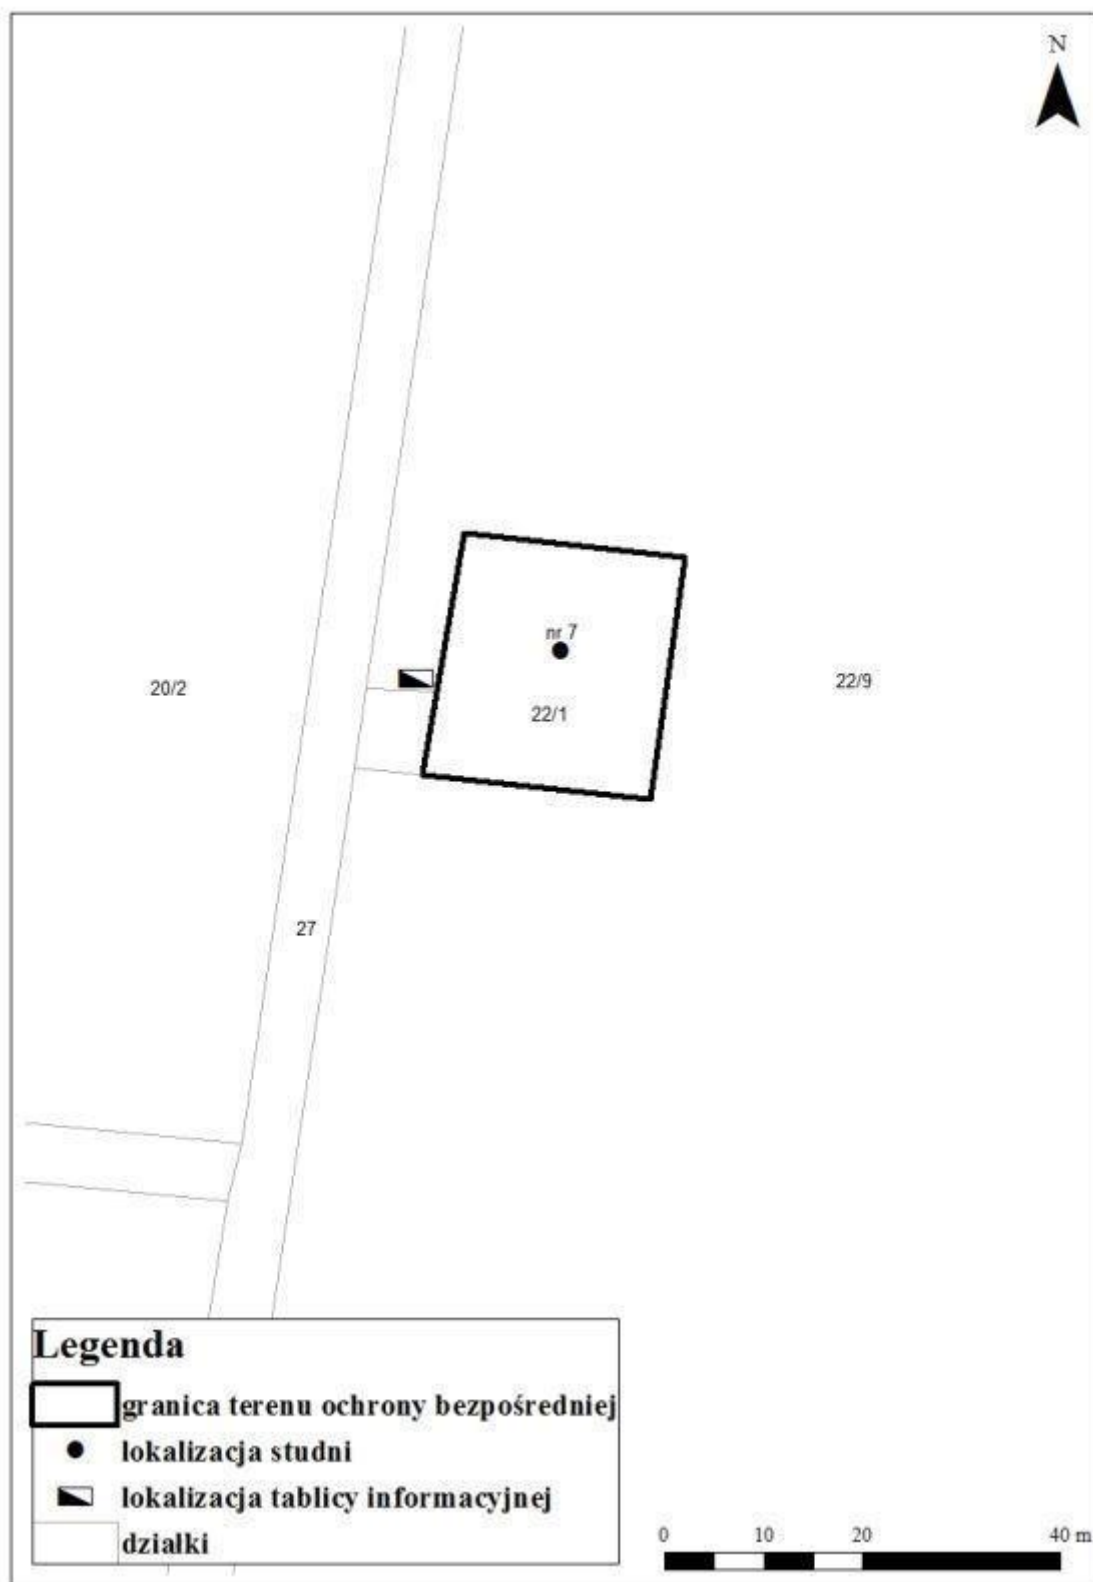 N
nr 7
20/2
22/9
22/1
27
Legenda
granica terenu ochrony bezpośredniej
lokalizacja studni
lokalizacja tablicy informacyjnej
działki
0 10 20 40 m